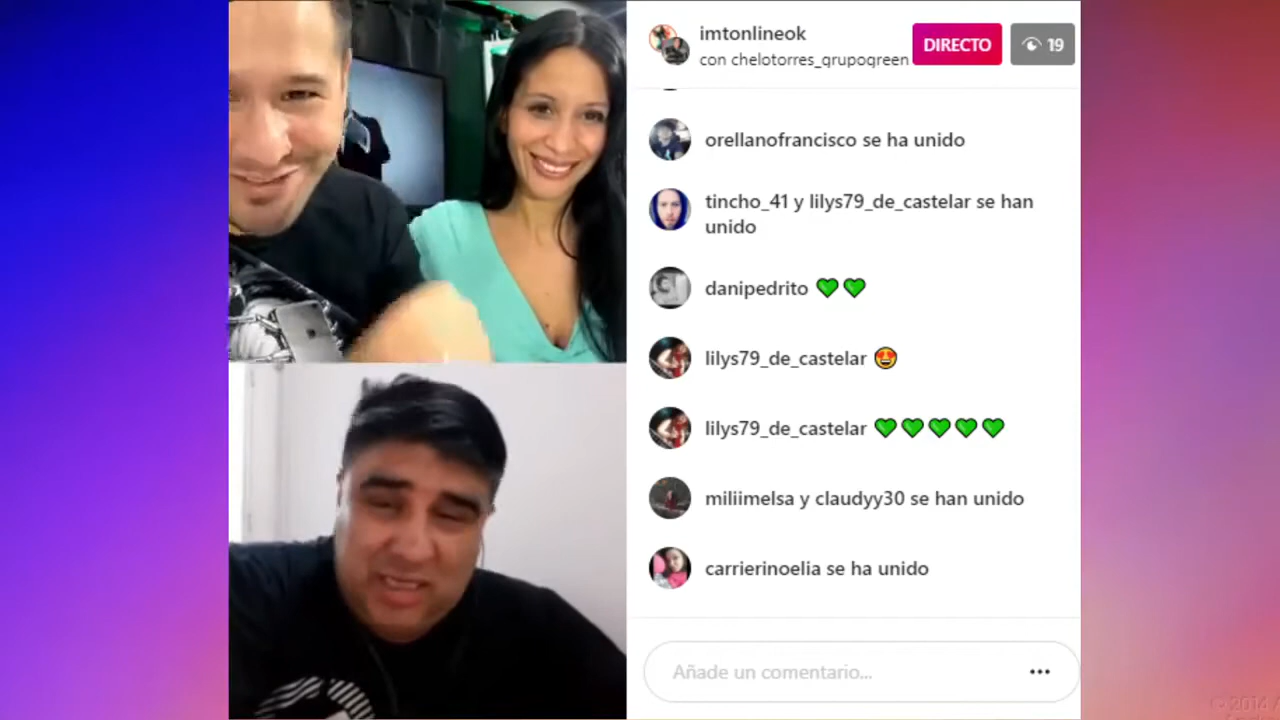 imtonlineok
con chelotorres_grupogreen
DIRECTO
19
orellanofrancisco se ha unido
tincho_41 y lilys79_de_castelar se han
unido
danipedrito 💚💚
lilys79_de_castelar 😍
lilys79_de_castelar 💚💚💚💚💚
miliimelsa y claudyy30 se han unido
carrierinoelia se ha unido
Añade un comentario...
© 2014